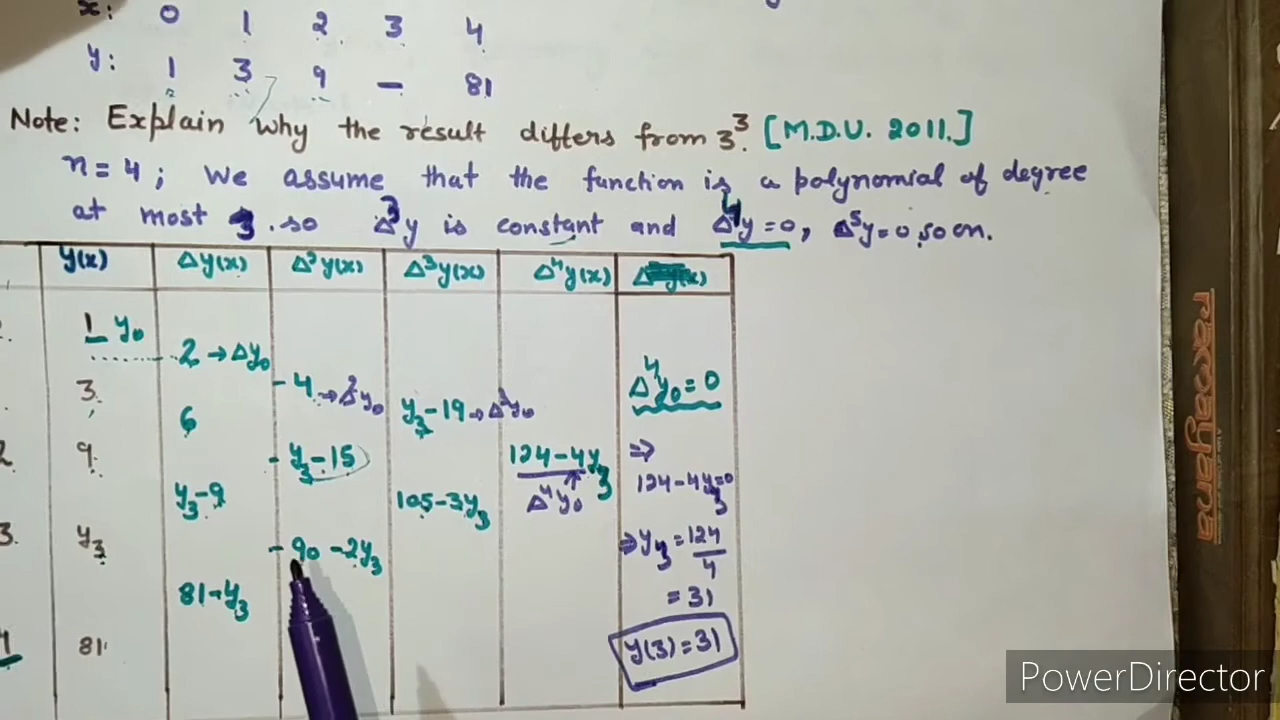 x: 0 1 2 3 4
y: 1 3 9 — 81
Note: Explain why the result differs from 3³. [M.D.U. 2011.]
n = 4 ; We assume that the function is a polynomial of degree
at most 3 . so Δ³y is constant and Δ⁴y = 0, Δ⁵y = 0 so on.
y(x) Δy(x) Δ²y(x) Δ³y(x) Δ⁴y(x)
1 y₀
2 → Δy₀
3 4 → Δ²y₀ Δ⁴y₀ = 0
6 y₃ - 19 →
2 9 y₃ - 15 124 - 4y₃ ⇒
y₃ - 9 105 - 3y₃ Δ⁴y₀ 124 - 4y₃ = 0
3. y₃ 90 - 2y₃ ⇒ y₃ = 124/4
81 - y₃ = 31
4 81 y(3) = 31
racoayana
PowerDirector